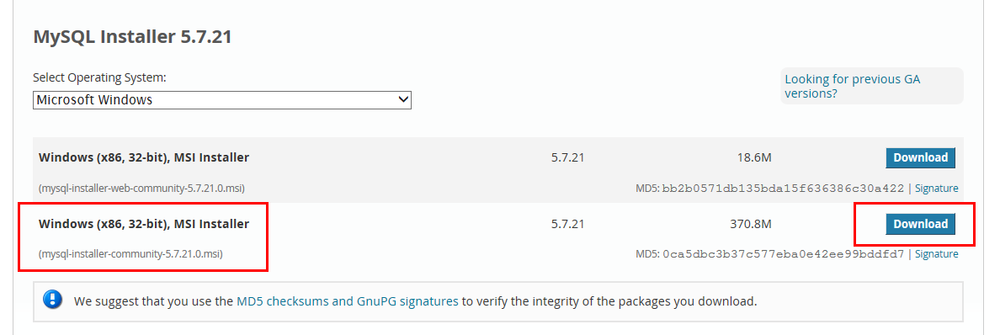 MySQL Installer 5.7.21
Select Operating System:
Looking for previous GA
versions?
Microsoft Windows
Windows (x86, 32-bit), MSI Installer 5.7.21 18.6M Download
(mysql-installer-web-community-5.7.21.0.msi) MD5: bb2b0571db135bda15f636386c30a422 | Signature
Windows (x86, 32-bit), MSI Installer 5.7.21 370.8M Download
(mysql-installer-community-5.7.21.0.msi) MD5: 0ca5dbc3b37c577eba0e42ee99bddfd7 | Signature
We suggest that you use the MD5 checksums and GnuPG signatures to verify the integrity of the packages you download.